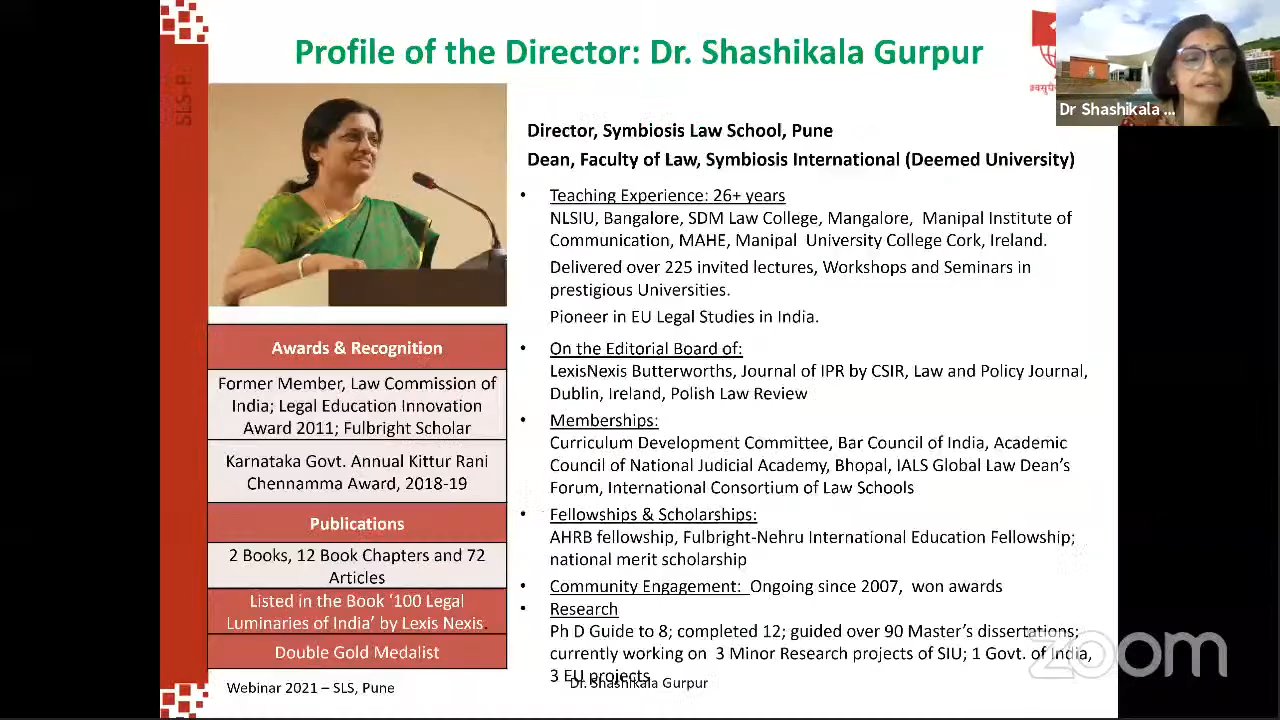 Profile of the Director: Dr. Shashikala Gurpur
Dr Shashikala ...
SLS-P
Director, Symbiosis Law School, Pune
Dean, Faculty of Law, Symbiosis International (Deemed University)
• Teaching Experience: 26+ years
NLSIU, Bangalore, SDM Law College, Mangalore, Manipal Institute of
Communication, MAHE, Manipal University College Cork, Ireland.
Delivered over 225 invited lectures, Workshops and Seminars in
prestigious Universities.
Pioneer in EU Legal Studies in India.
• On the Editorial Board of:
LexisNexis Butterworths, Journal of IPR by CSIR, Law and Policy Journal,
Dublin, Ireland, Polish Law Review
• Memberships:
Curriculum Development Committee, Bar Council of India, Academic
Council of National Judicial Academy, Bhopal, IALS Global Law Dean’s
Forum, International Consortium of Law Schools
• Fellowships & Scholarships:
AHRB fellowship, Fulbright-Nehru International Education Fellowship;
national merit scholarship
• Community Engagement: Ongoing since 2007, won awards
• Research
Ph D Guide to 8; completed 12; guided over 90 Master’s dissertations;
currently working on 3 Minor Research projects of SIU; 1 Govt. of India,
3 EU projects
Awards & Recognition
Former Member, Law Commission of
India; Legal Education Innovation
Award 2011; Fulbright Scholar
Karnataka Govt. Annual Kittur Rani
Chennamma Award, 2018-19
Publications
2 Books, 12 Book Chapters and 72
Articles
Listed in the Book ‘100 Legal
Luminaries of India’ by Lexis Nexis.
Double Gold Medalist
Webinar 2021 – SLS, Pune
Dr. Shashikala Gurpur
zoom